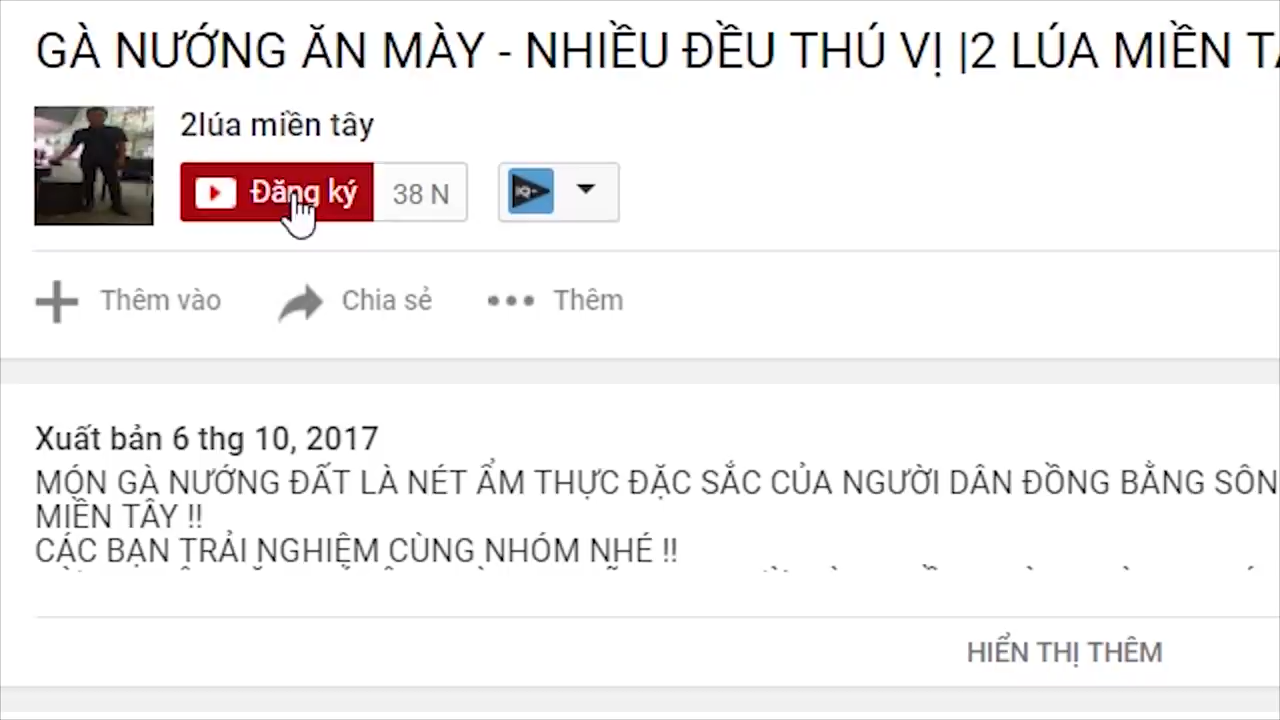 GÀ NƯỚNG ĂN MÀY - NHIỀU ĐỀU THÚ VỊ |2 LÚA MIỀN
2lúa miền tây
Đăng ký 38 N
IQ
Thêm vào Chia sẻ Thêm
Xuất bản 6 thg 10, 2017
MÓN GÀ NƯỚNG ĐẤT LÀ NÉT ẨM THỰC ĐẶC SẮC CỦA NGƯỜI DÂN ĐỒNG BẰNG
MIỀN TÂY !!
CÁC BẠN TRẢI NGHIỆM CÙNG NHÓM NHÉ !!
HIỂN THỊ THÊM